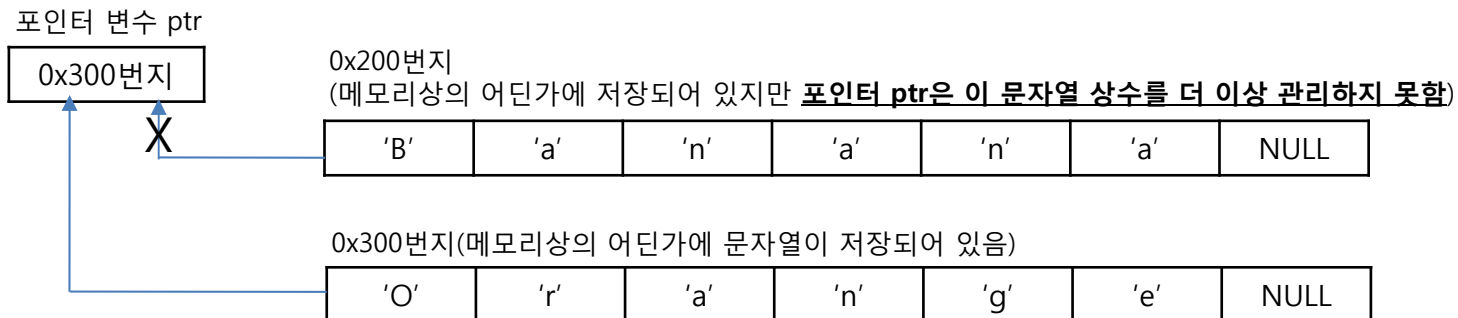 포인터 변수 ptr
0x300번지
0x200번지
(메모리상의 어딘가에 저장되어 있지만 포인터 ptr은 이 문자열 상수를 더 이상 관리하지 못함)
X
'B' 'a' 'n' 'a' 'n' 'a' NULL
0x300번지(메모리상의 어딘가에 문자열이 저장되어 있음)
'O' 'r' 'a' 'n' 'g' 'e' NULL